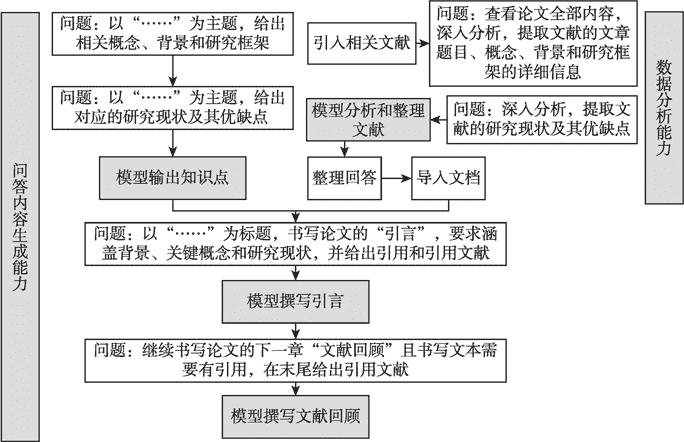 问题：以“……”为主题，给出
相关概念、背景和研究框架
引入相关文献
问题：查看论文全部内容，
深入分析，提取文献的文章
题目、概念、背景和研究框
架的详细信息
问题：以“……”为主题，给出
对应的研究现状及其优缺点
模型分析和整理
文献
问题：深入分析，提取文
献的研究现状及其优缺点
模型输出知识点
整理回答
导入文档
问题：以“……”为标题，书写论文的“引言”，要求涵
盖背景、关键概念和研究现状，并给出引用和引用文献
模型撰写引言
问题：继续书写论文的下一章“文献回顾”且书写文本需
要有引用，在末尾给出引用文献
模型撰写文献回顾
问答内容生成能力
数据分析能力